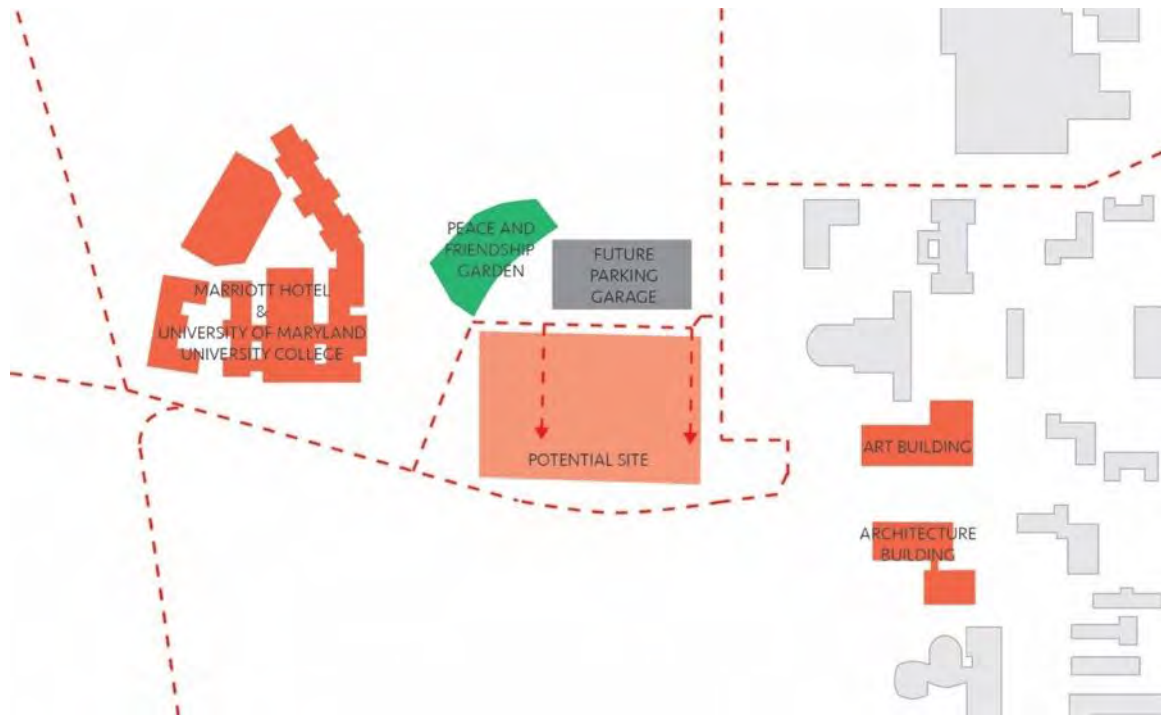 PEACE AND
FRIENDSHIP
GARDEN
FUTURE
PARKING
GARAGE
MARRIOTT HOTEL
&
UNIVERSITY OF MARYLAND
UNIVERSITY COLLEGE
POTENTIAL SITE
ART BUILDING
ARCHITECTURE
BUILDING